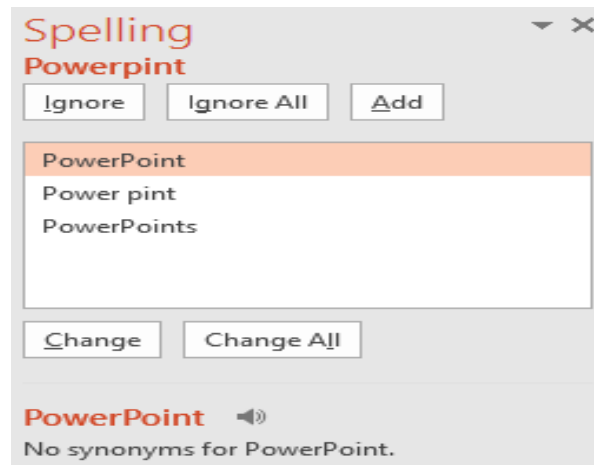 Spelling
Powerpint
Ignore Ignore All Add
PowerPoint
Power pint
PowerPoints
Change Change All
PowerPoint
No synonyms for PowerPoint.